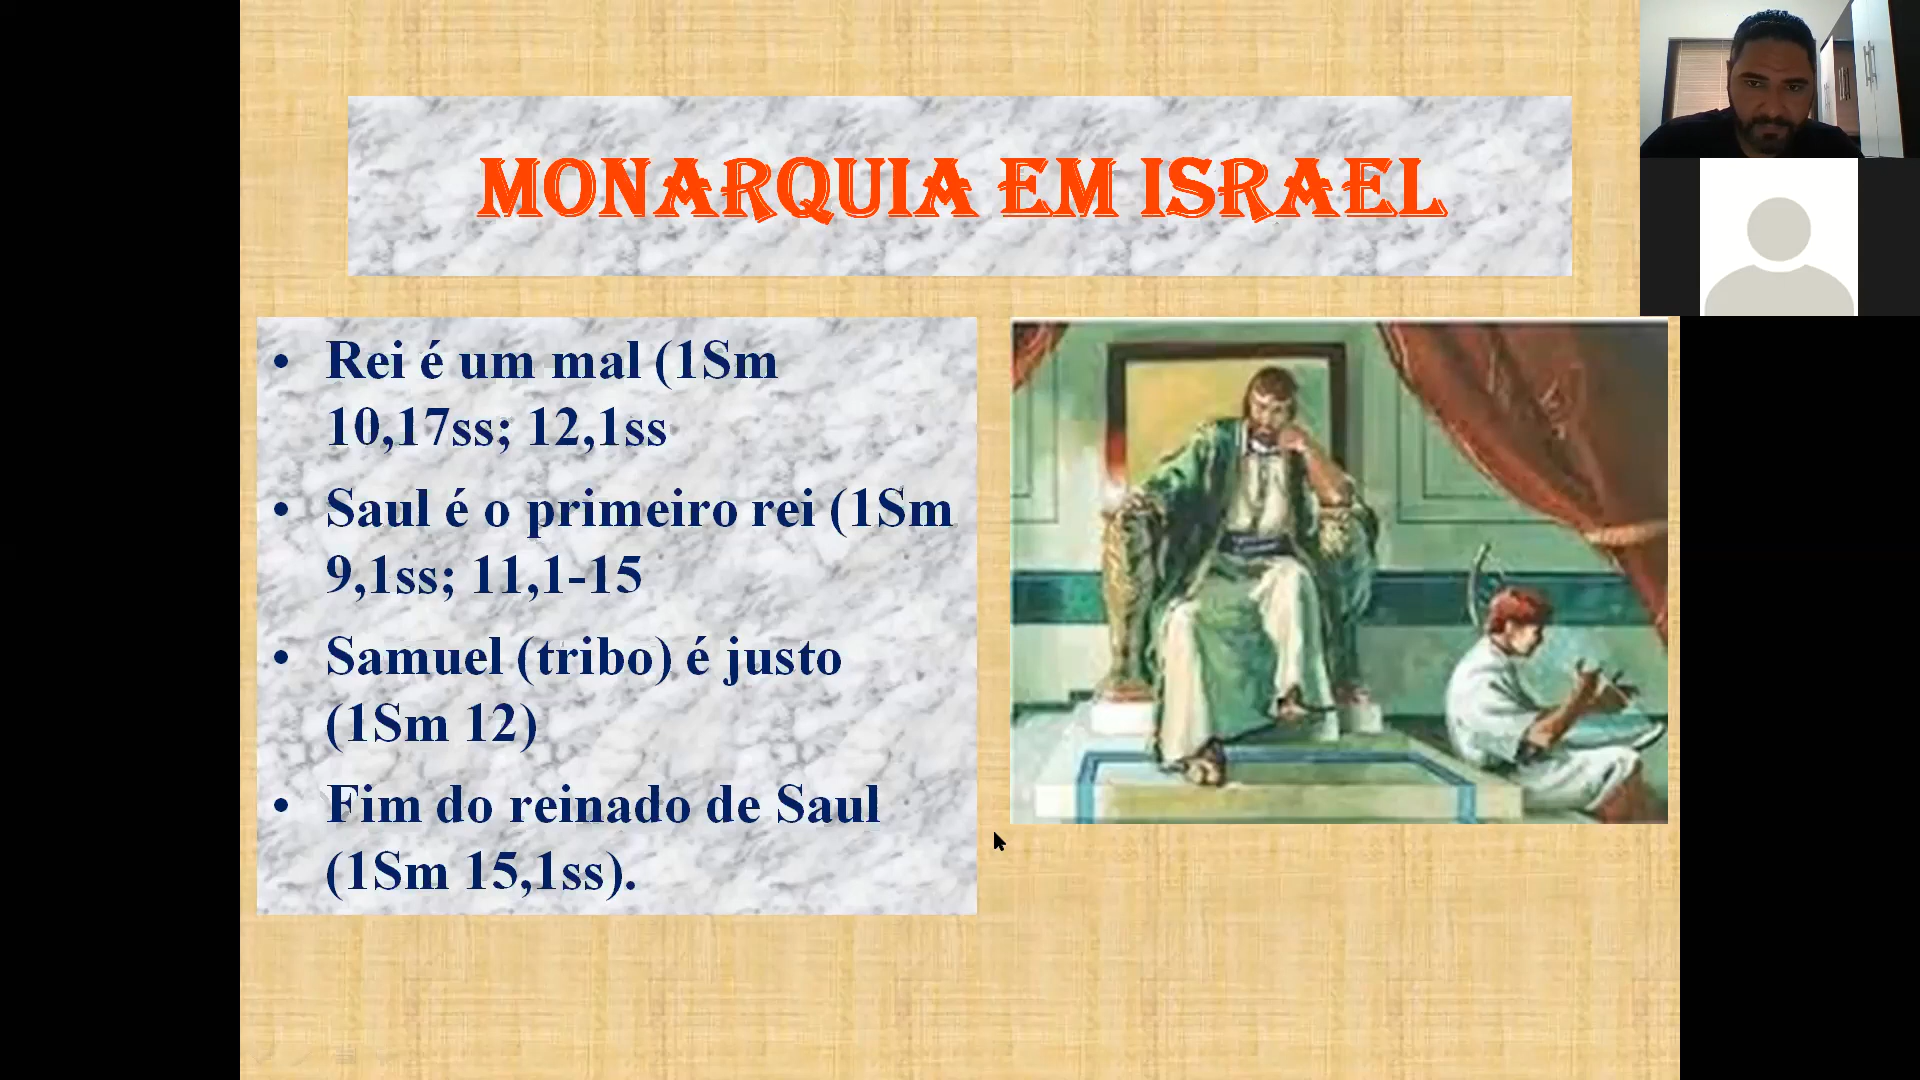 MONARQUIA EM ISRAEL
• Rei é um mal (1Sm
10,17ss; 12,1ss
• Saul é o primeiro rei (1Sm
9,1ss; 11,1-15
• Samuel (tribo) é justo
(1Sm 12)
• Fim do reinado de Saul
(1Sm 15,1ss).